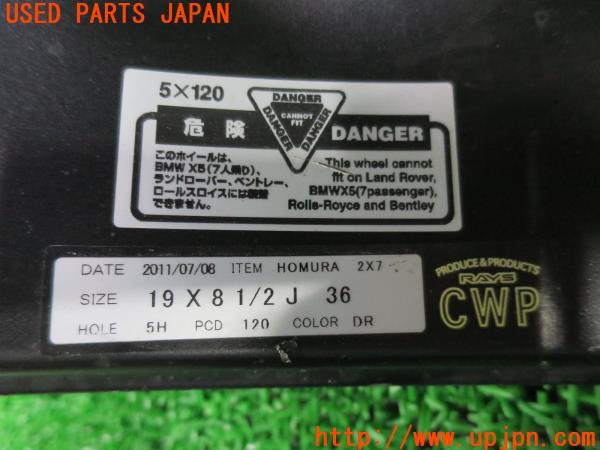 USED PARTS JAPAN
5×120
DANGER
CANNOT
FIT
DANGER
DANGER
危険
DANGER
このホイールは、
BMW X5(7人乗り)、
ランドローバー、ベントレー、
ロールスロイスには装着
できません。
This wheel cannot
fit on Land Rover,
BMWX5(7passenger),
Rolls-Royce and Bentley
DATE 2011/07/08 ITEM HOMURA 2X7
SIZE 19 X 8 1/2 J 36
HOLE 5H PCD 120 COLOR DR
PRODUCE & PRODUCTS
RAYS
CWP
http://www.upjpn.com/